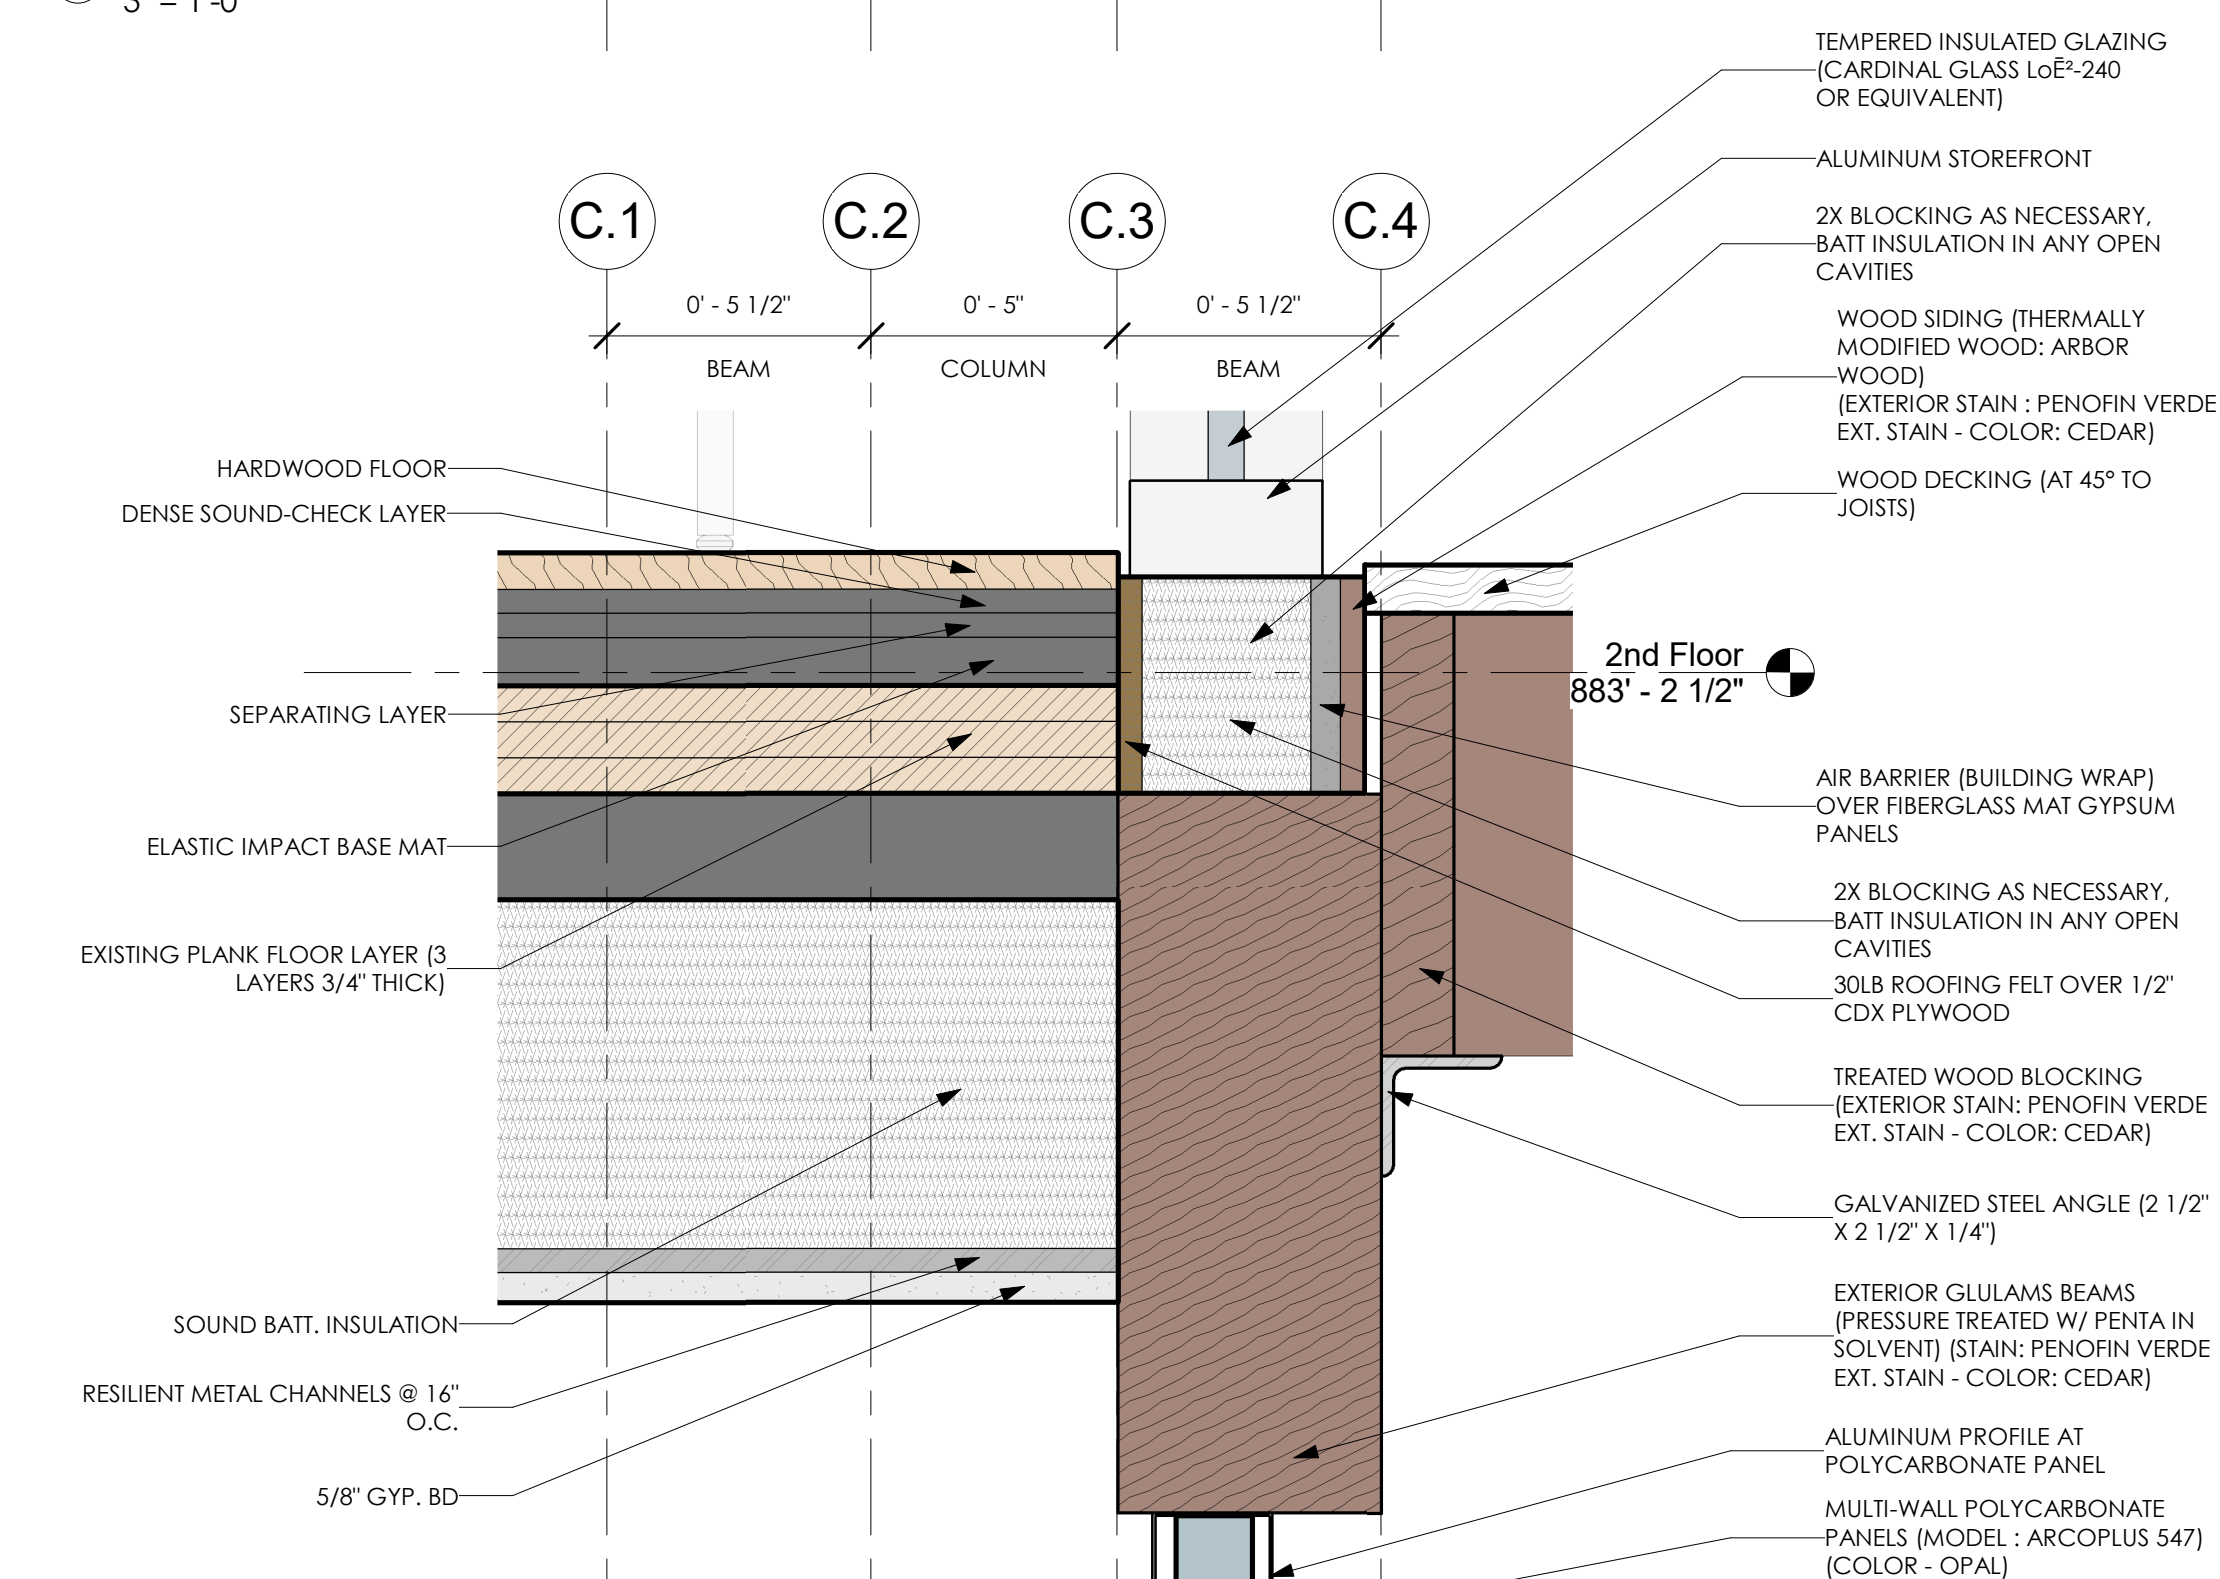 3" = 1'-0"
TEMPERED INSULATED GLAZING
(CARDINAL GLASS LoĒ²-240
OR EQUIVALENT)
ALUMINUM STOREFRONT
2X BLOCKING AS NECESSARY,
BATT INSULATION IN ANY OPEN
CAVITIES
WOOD SIDING (THERMALLY
MODIFIED WOOD: ARBOR
WOOD)
(EXTERIOR STAIN : PENOFIN VERDE
EXT. STAIN - COLOR: CEDAR)
WOOD DECKING (AT 45° TO
JOISTS)
C.1
C.2
C.3
C.4
0' - 5 1/2"
0' - 5"
0' - 5 1/2"
BEAM
COLUMN
BEAM
HARDWOOD FLOOR
DENSE SOUND-CHECK LAYER
SEPARATING LAYER
ELASTIC IMPACT BASE MAT
EXISTING PLANK FLOOR LAYER (3
LAYERS 3/4" THICK)
SOUND BATT. INSULATION
RESILIENT METAL CHANNELS @ 16"
O.C.
5/8" GYP. BD
2nd Floor
883' - 2 1/2"
AIR BARRIER (BUILDING WRAP)
OVER FIBERGLASS MAT GYPSUM
PANELS
2X BLOCKING AS NECESSARY,
BATT INSULATION IN ANY OPEN
CAVITIES
30LB ROOFING FELT OVER 1/2"
CDX PLYWOOD
TREATED WOOD BLOCKING
(EXTERIOR STAIN: PENOFIN VERDE
EXT. STAIN - COLOR: CEDAR)
GALVANIZED STEEL ANGLE (2 1/2"
X 2 1/2" X 1/4")
EXTERIOR GLULAMS BEAMS
(PRESSURE TREATED W/ PENTA IN
SOLVENT) (STAIN: PENOFIN VERDE
EXT. STAIN - COLOR: CEDAR)
ALUMINUM PROFILE AT
POLYCARBONATE PANEL
MULTI-WALL POLYCARBONATE
PANELS (MODEL : ARCOPLUS 547)
(COLOR - OPAL)